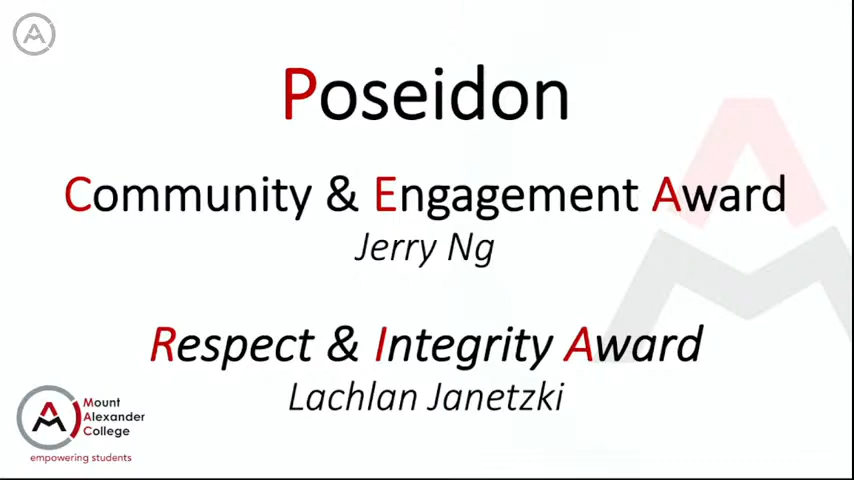 Poseidon
Community & Engagement Award
Jerry Ng
Respect & Integrity Award
Lachlan Janetzki
Mount
Alexander
College
empowering students